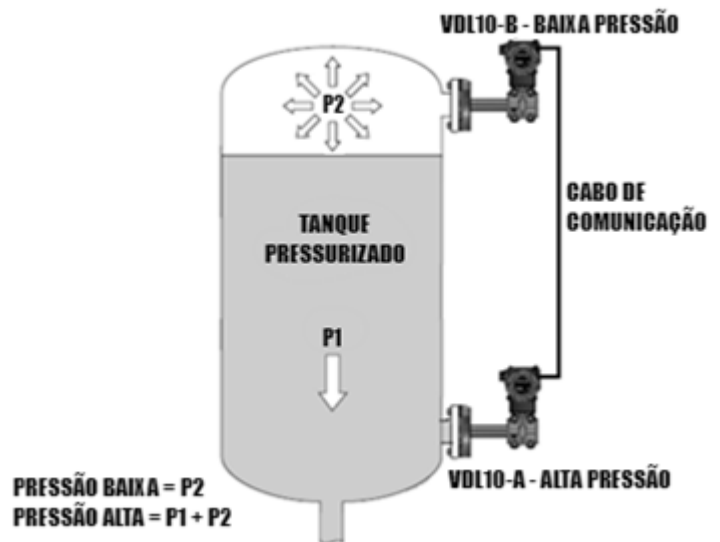 VDL10-B - BAIXA PRESSÃO
P2
CABO DE
COMUNICAÇÃO
TANQUE
PRESSURIZADO
P1
VDL10-A - ALTA PRESSÃO
PRESSÃO BAIXA = P2
PRESSÃO ALTA = P1 + P2